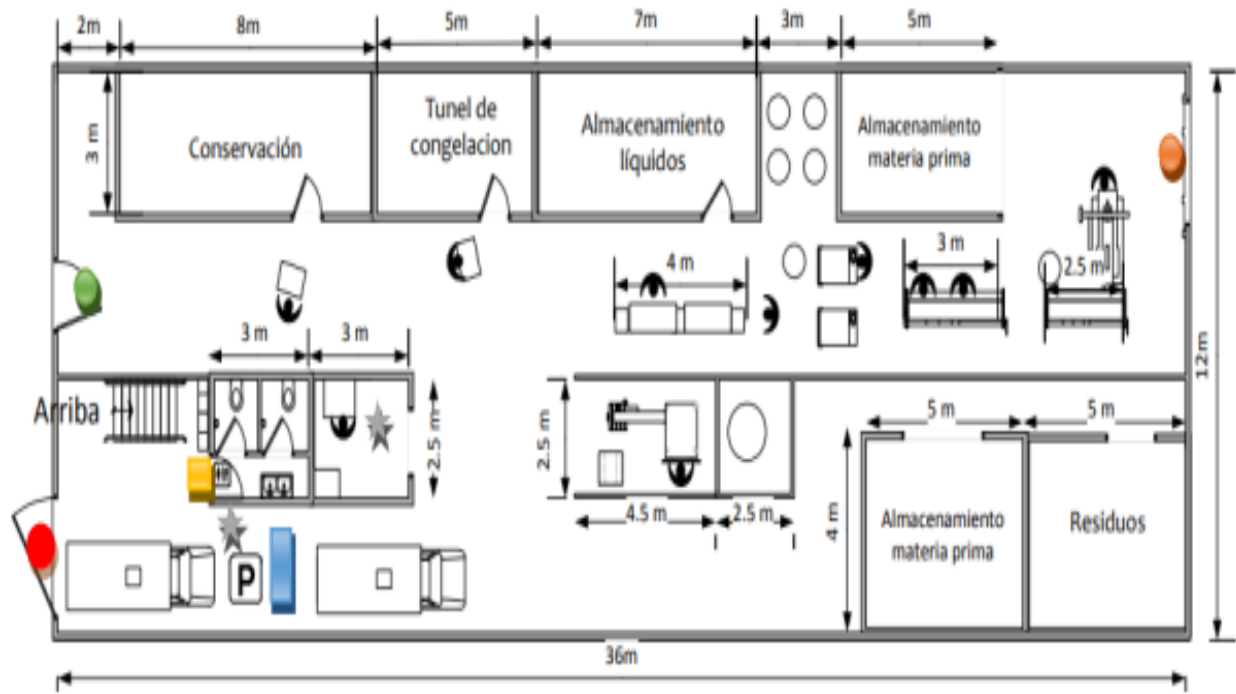 2m
8m
5m
7m
3m
5m
3 m
Conservación
Tunel de
congelacion
Almacenamiento
líquidos
Almacenamiento
materia prima
4 m
3 m
2.5 m
12m
3 m
3 m
Arriba
2.5 m
2.5 m
4.5 m
2.5 m
5 m
5 m
4 m
Almacenamiento
materia prima
Residuos
P
36m